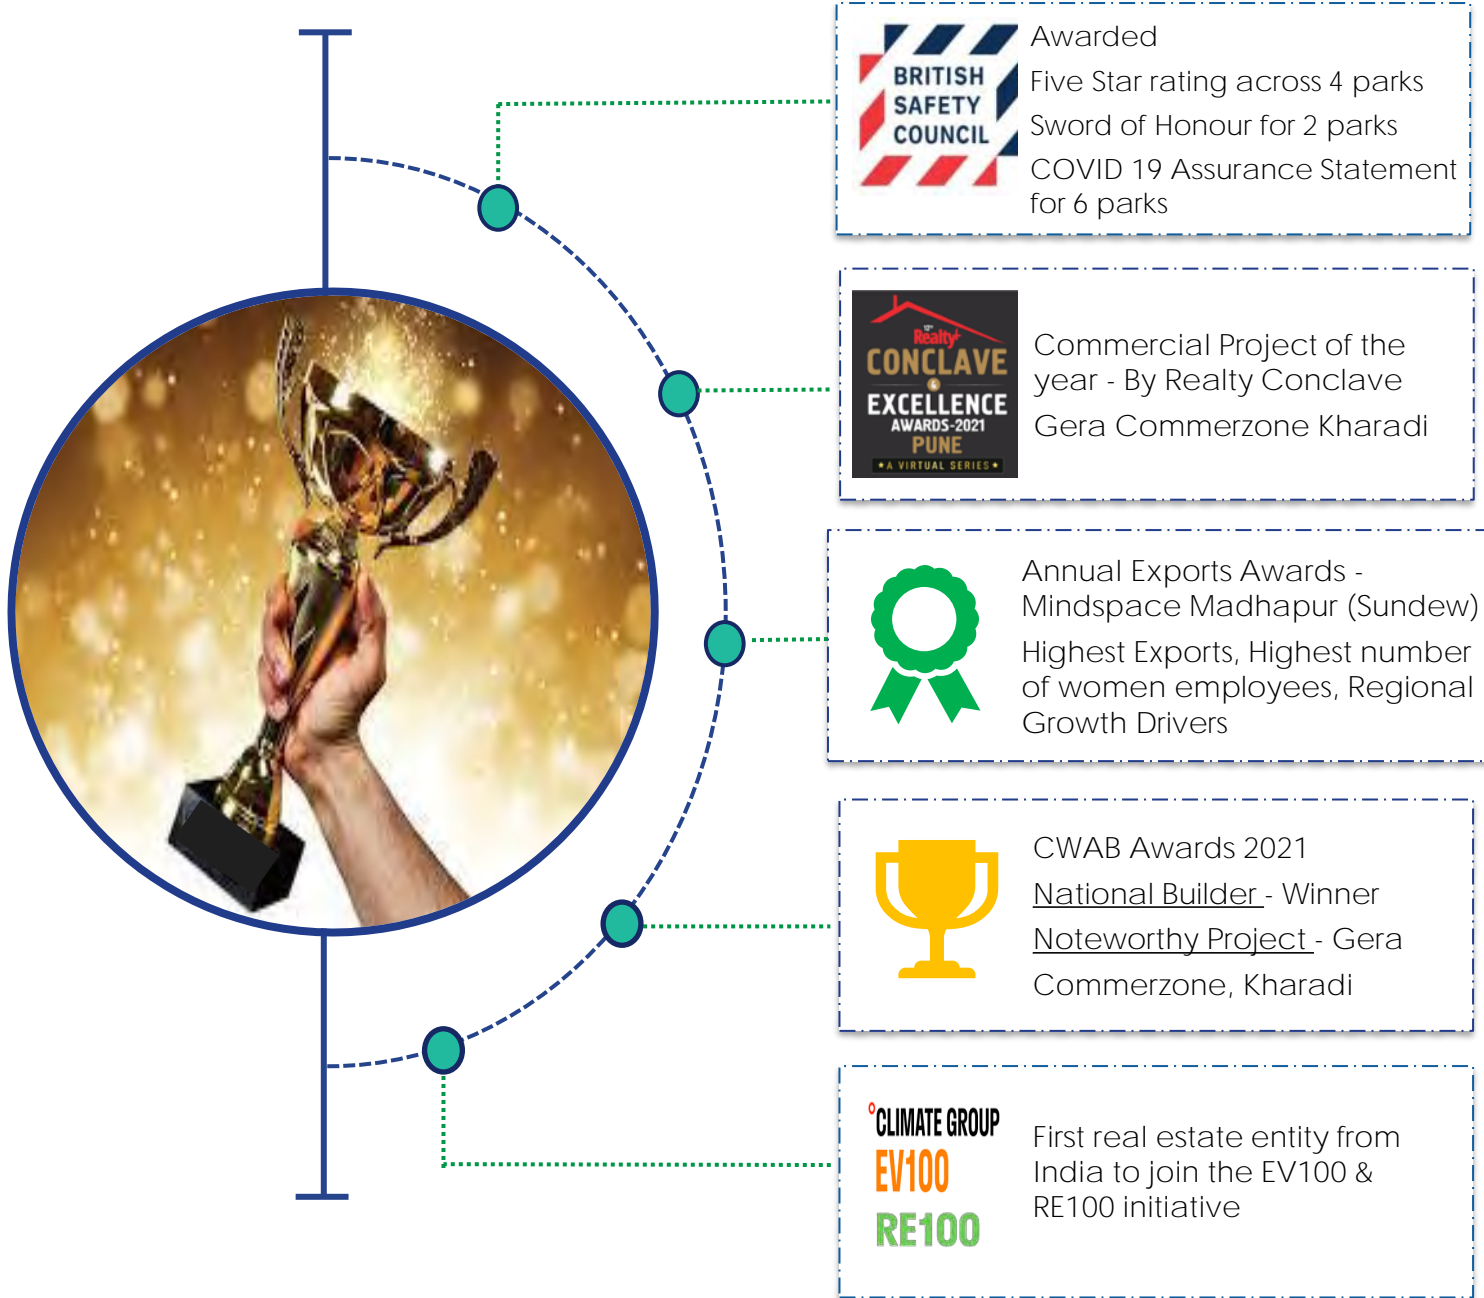 BRITISH
SAFETY
COUNCIL
Awarded
Five Star rating across 4 parks
Sword of Honour for 2 parks
COVID 19 Assurance Statement
for 6 parks
Realty+
CONCLAVE
&
EXCELLENCE
AWARDS-2021
PUNE
★A VIRTUAL SERIES★
Commercial Project of the
year - By Realty Conclave
Gera Commerzone Kharadi
Annual Exports Awards -
Mindspace Madhapur (Sundew)
Highest Exports, Highest number
of women employees, Regional
Growth Drivers
CWAB Awards 2021
National Builder - Winner
Noteworthy Project - Gera
Commerzone, Kharadi
°CLIMATE GROUP
EV100
RE100
First real estate entity from
India to join the EV100 &
RE100 initiative